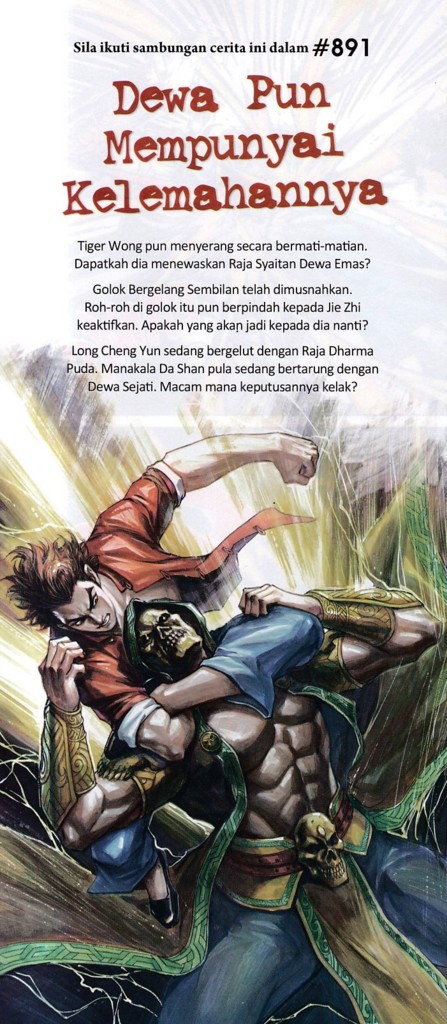 Sila ikuti sambungan cerita ini dalam #891
Dewa Pun
Mempunyai
Kelemahannya
Tiger Wong pun menyerang secara bermati-matian.
Dapatkah dia menewaskan Raja Syaitan Dewa Emas?
Golok Bergelang Sembilan telah dimusnahkan.
Roh-roh di golok itu pun berpindah kepada Jie Zhi
keaktifkan. Apakah yang akan jadi kepada dia nanti?
Long Cheng Yun sedang bergelut dengan Raja Dharma
Puda. Manakala Da Shan pula sedang bertarung dengan
Dewa Sejati. Macam mana keputusannya kelak?